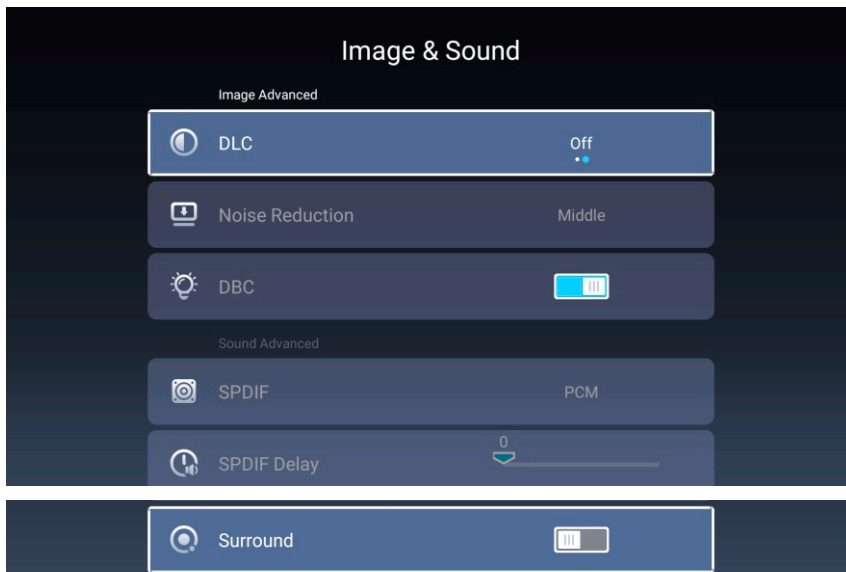 Image & Sound
Image Advanced
DLC
Off
Noise Reduction
Middle
DBC
Sound Advanced
SPDIF
PCM
0
SPDIF Delay
Surround